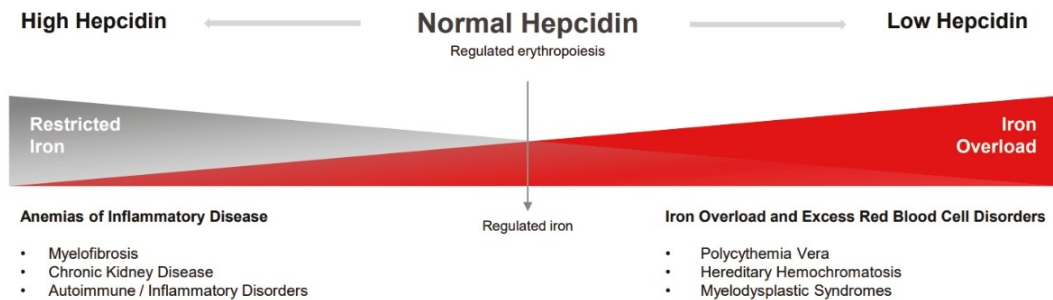 High Hepcidin
Normal Hepcidin
Low Hepcidin
Regulated erythropoiesis
Restricted
Iron
Iron
Overload
Anemias of Inflammatory Disease
• Myelofibrosis
• Chronic Kidney Disease
• Autoimmune / Inflammatory Disorders
Regulated iron
Iron Overload and Excess Red Blood Cell Disorders
• Polycythemia Vera
• Hereditary Hemochromatosis
• Myelodysplastic Syndromes